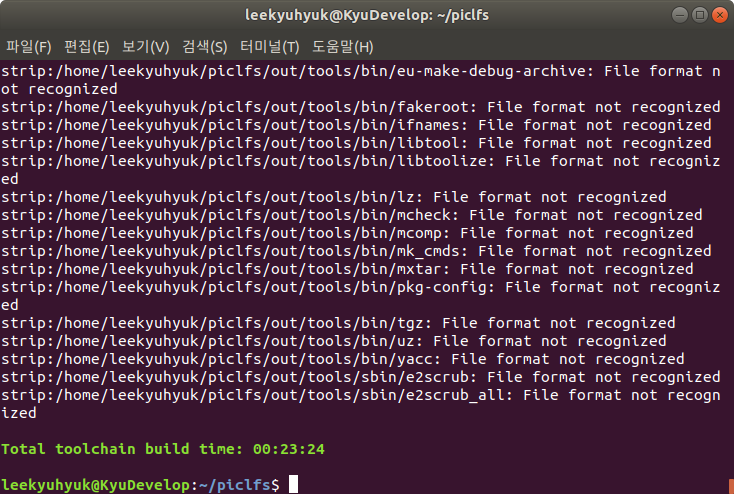 leekyuhyuk@KyuDevelop: ~/piclfs
파일(F) 편집(E) 보기(V) 검색(S) 터미널(T) 도움말(H)
strip:/home/leekyuhyuk/piclfs/out/tools/bin/eu-make-debug-archive: File format n
ot recognized
strip:/home/leekyuhyuk/piclfs/out/tools/bin/fakeroot: File format not recognized
strip:/home/leekyuhyuk/piclfs/out/tools/bin/ifnames: File format not recognized
strip:/home/leekyuhyuk/piclfs/out/tools/bin/libtool: File format not recognized
strip:/home/leekyuhyuk/piclfs/out/tools/bin/libtoolize: File format not recogniz
ed
strip:/home/leekyuhyuk/piclfs/out/tools/bin/lz: File format not recognized
strip:/home/leekyuhyuk/piclfs/out/tools/bin/mcheck: File format not recognized
strip:/home/leekyuhyuk/piclfs/out/tools/bin/mcomp: File format not recognized
strip:/home/leekyuhyuk/piclfs/out/tools/bin/mk_cmds: File format not recognized
strip:/home/leekyuhyuk/piclfs/out/tools/bin/mxtar: File format not recognized
strip:/home/leekyuhyuk/piclfs/out/tools/bin/pkg-config: File format not recogniz
ed
strip:/home/leekyuhyuk/piclfs/out/tools/bin/tgz: File format not recognized
strip:/home/leekyuhyuk/piclfs/out/tools/bin/uz: File format not recognized
strip:/home/leekyuhyuk/piclfs/out/tools/bin/yacc: File format not recognized
strip:/home/leekyuhyuk/piclfs/out/tools/sbin/e2scrub: File format not recognized
strip:/home/leekyuhyuk/piclfs/out/tools/sbin/e2scrub_all: File format not recogn
ized
Total toolchain build time: 00:23:24
leekyuhyuk@KyuDevelop:~/piclfs$